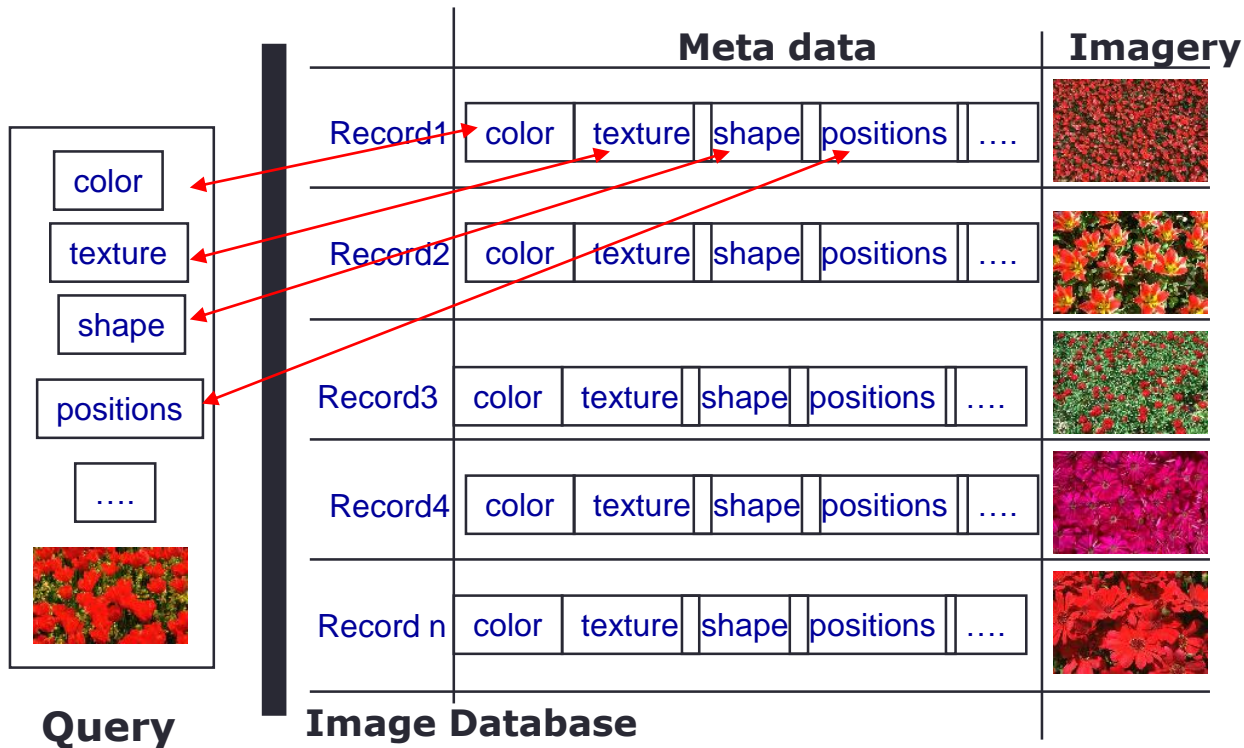 Meta data Imagery
color
texture
shape
positions
….
Query
Record1 color texture shape positions ….
Record2 color texture shape positions ….
Record3 color texture shape positions ….
Record4 color texture shape positions ….
Record n color texture shape positions ….
Image Database